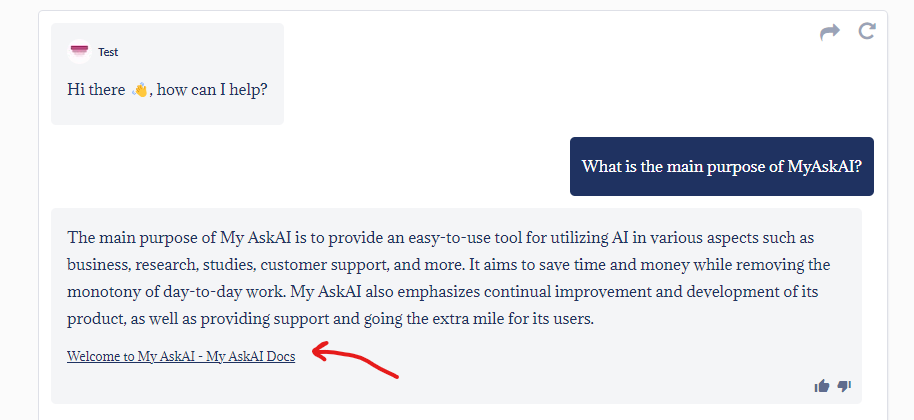 Test
Hi there 👋, how can I help?
What is the main purpose of MyAskAI?
The main purpose of My AskAI is to provide an easy-to-use tool for utilizing AI in various aspects such as
business, research, studies, customer support, and more. It aims to save time and money while removing the
monotony of day-to-day work. My AskAI also emphasizes continual improvement and development of its
product, as well as providing support and going the extra mile for its users.
Welcome to My AskAI - My AskAI Docs